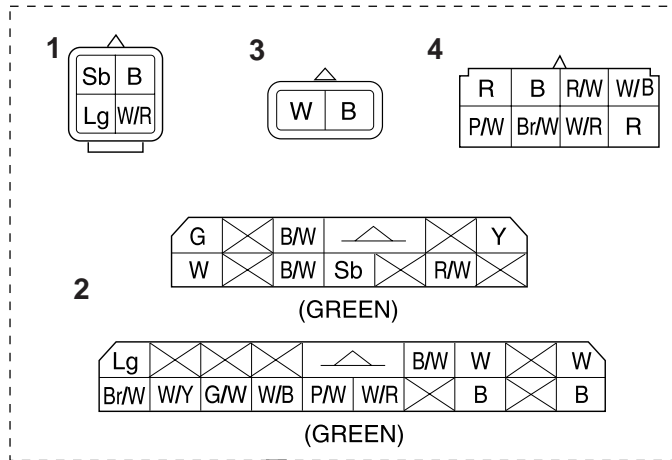 1
3
4
Sb B
Lg W/R
W B
R B R/W W/B
P/W Br/W W/R R
2
G B/W Y
W B/W Sb R/W
(GREEN)
Lg B/W W W
Br/W W/Y G/W W/B P/W W/R B B
(GREEN)